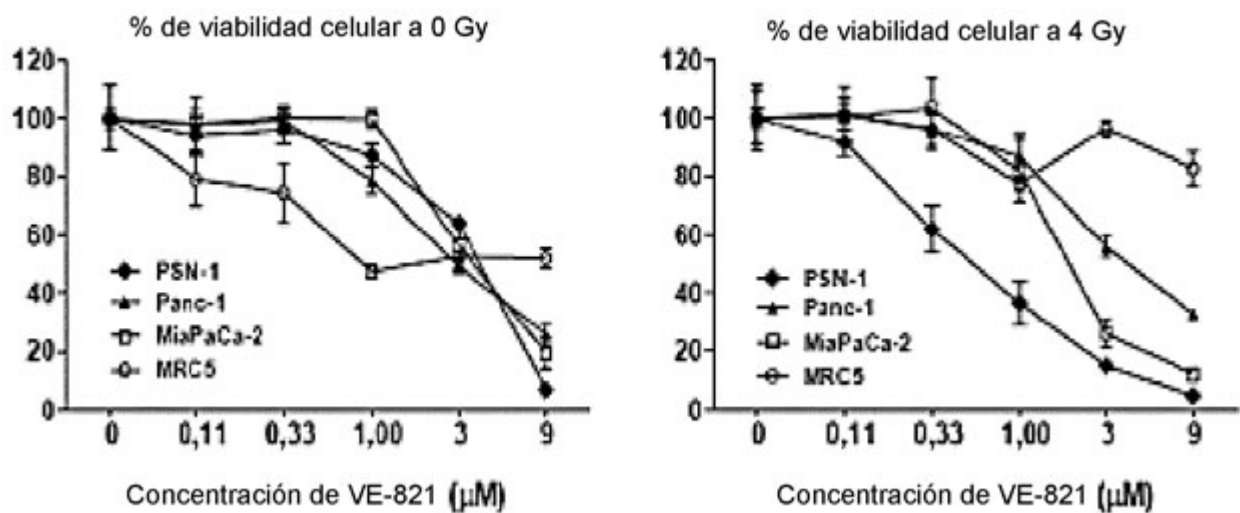 % de viabilidad celular a 0 Gy
120
100
80
60
40
20
0
PSN-1
Panc-1
MiaPaCa-2
MRC5
0 0,11 0,33 1,00 3 9
Concentración de VE-821 (μM)
% de viabilidad celular a 4 Gy
120
100
80
60
40
20
0
PSN-1
Panc-1
MiaPaCa-2
MRC5
0 0,11 0,33 1,00 3 9
Concentración de VE-821 (μM)